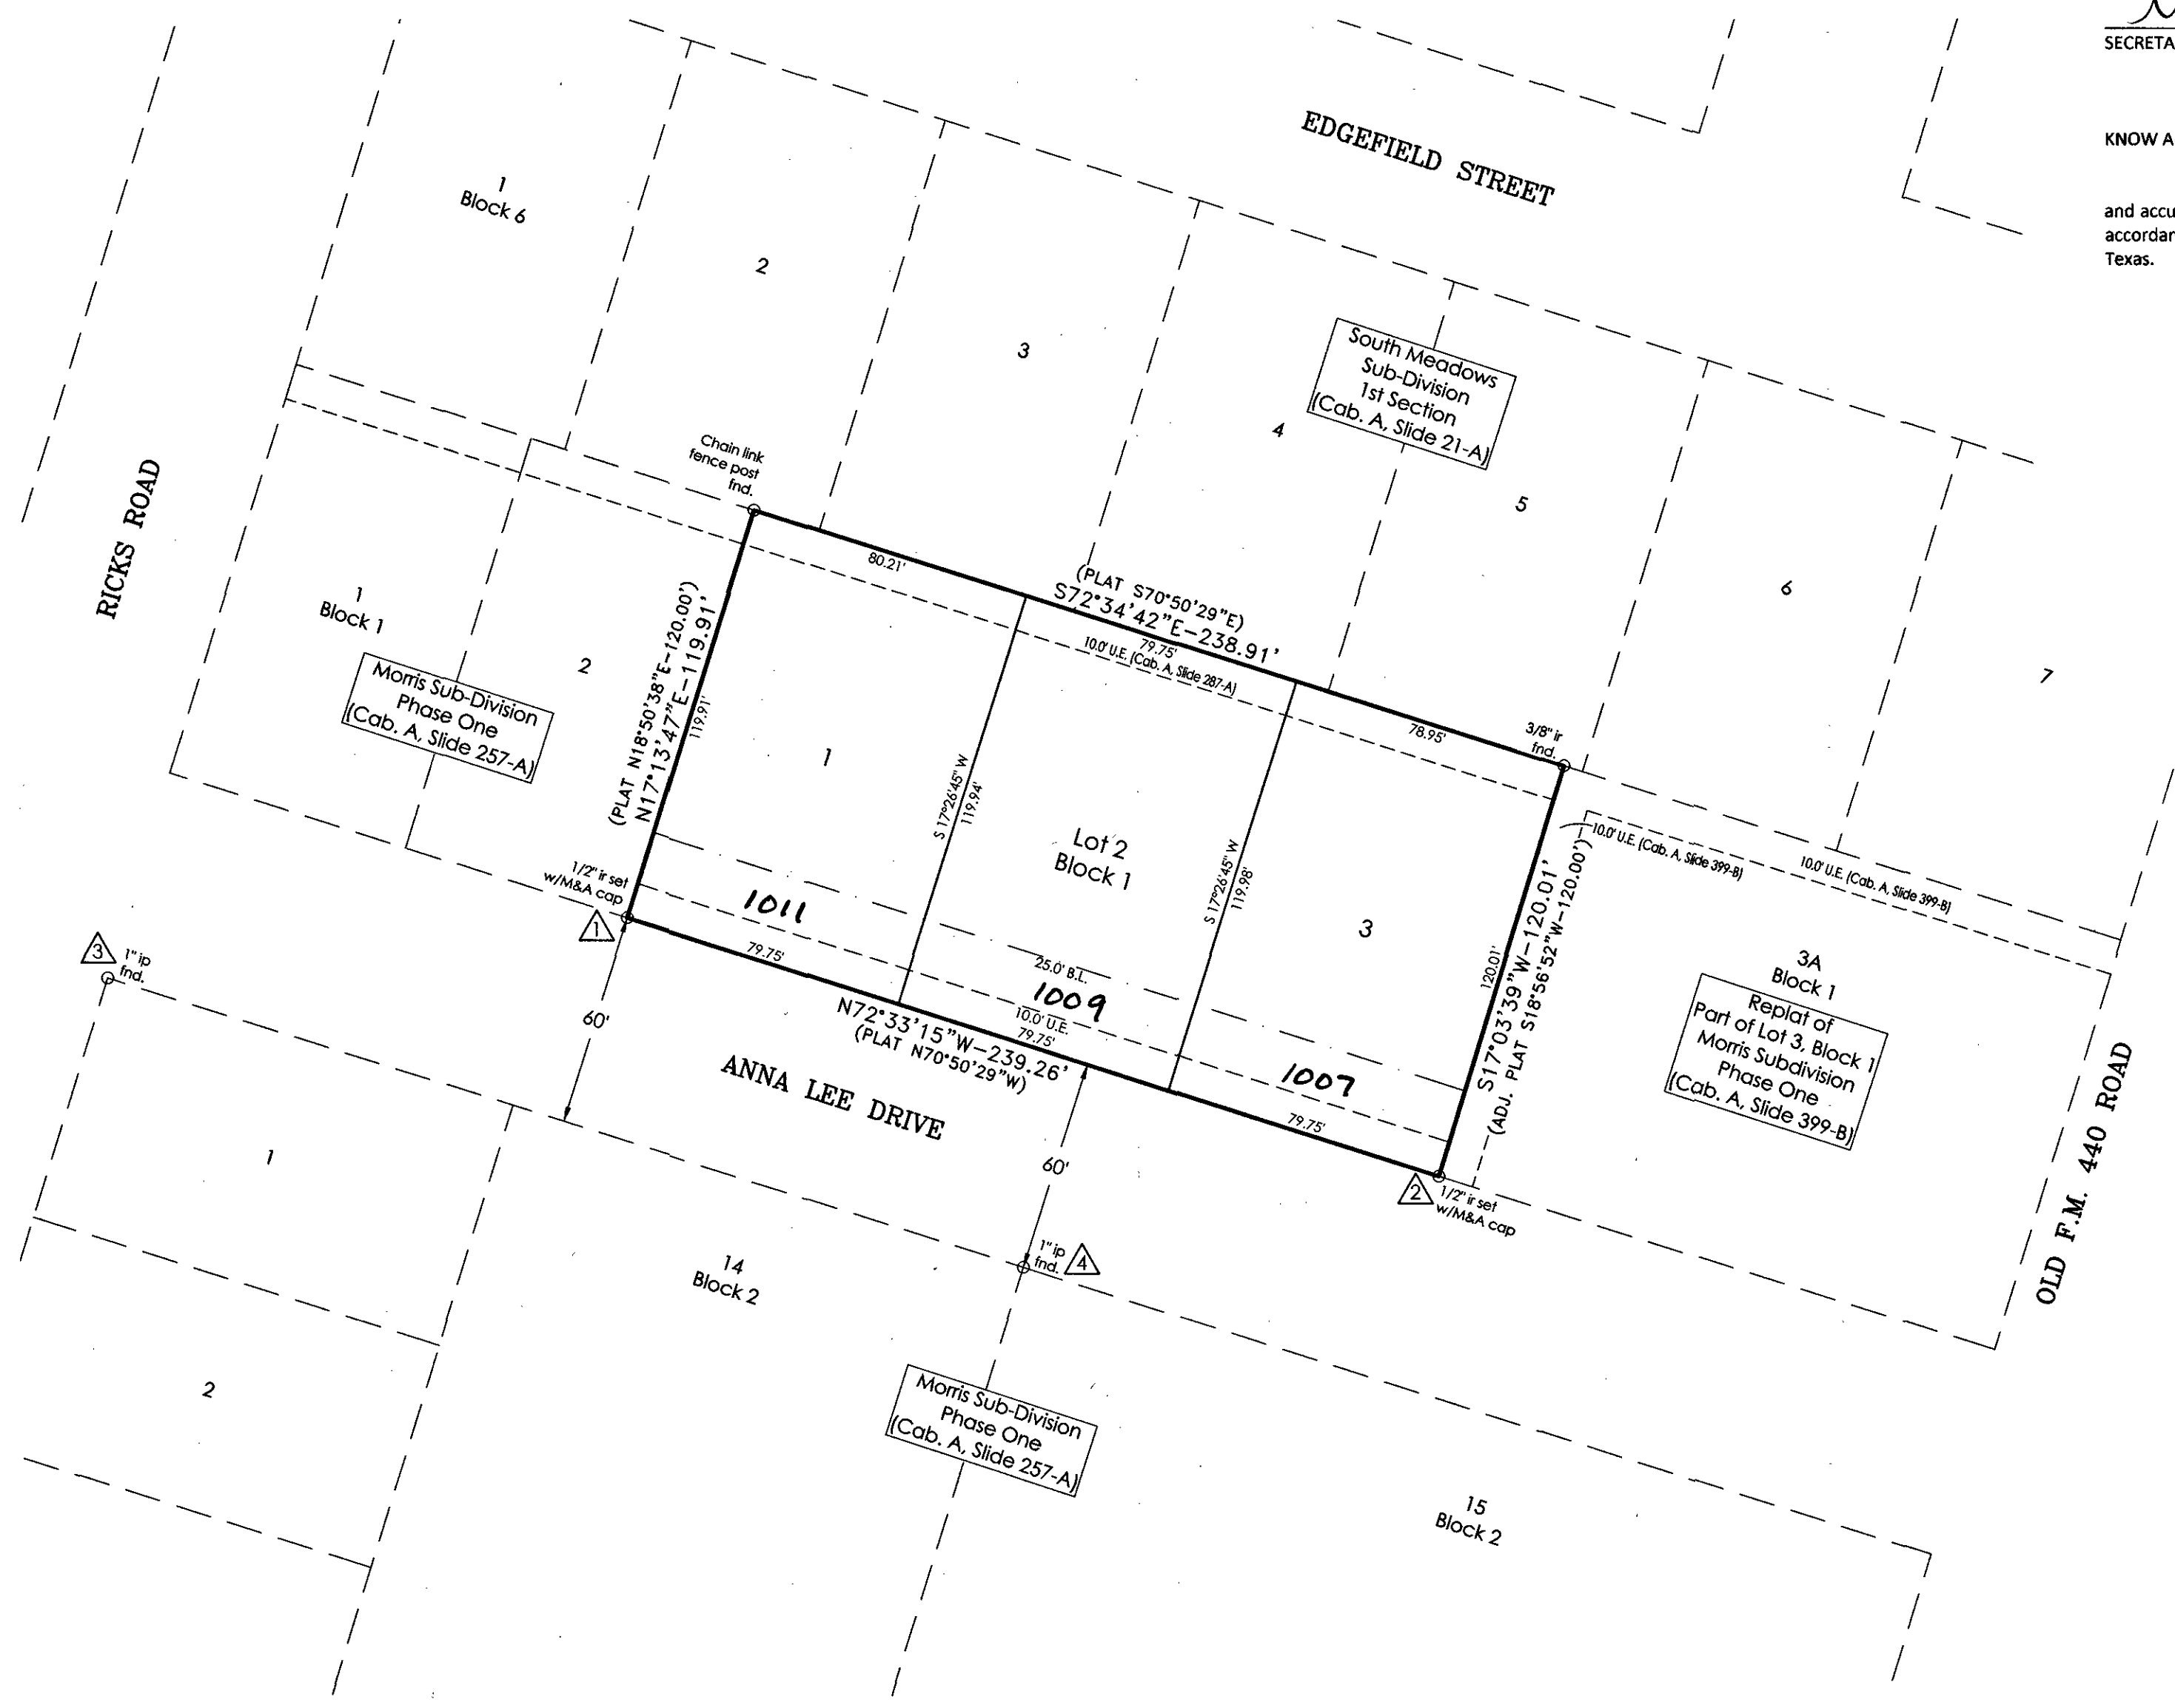 SECRETA
KNOW A
and accu
accordan
Texas.
EDGEFIELD STREET
1
Block 6
2
3
4
5
6
7
South Meadows
Sub-Division
1st Section
(Cab. A, Slide 21-A)
RICKS ROAD
Chain link
fence post
fnd.
1
Block 1
2
Morris Sub-Division
Phase One
(Cab. A, Slide 257-A)
(PLAT N18°50'38"E-120.00')
N17°13'47"E-119.91'
119.91'
80.21'
(PLAT S70°50'29"E)
S72°34'42"E-238.91'
79.75'
10.0' U.E. (Cab. A, Slide 287-A)
78.95'
3/8" ir
fnd.
1
S 17°26'45" W
119.94'
Lot 2
Block 1
S 17°26'45" W
119.98'
3
120.01'
S17°03'39"W-120.01'
(ADJ. PLAT S18°56'52"W-120.00')
10.0' U.E. (Cab. A, Slide 399-B)
10.0' U.E. (Cab. A, Slide 399-B)
3A
Block 1
Replat of
Part of Lot 3, Block 1
Morris Subdivision
Phase One
(Cab. A, Slide 399-B)
OLD F.M. 440 ROAD
1/2" ir set
w/M&A cap
1
1011
79.75'
25.0' B.L.
1009
10.0' U.E.
79.75'
N72°33'15"W-239.26'
(PLAT N70°50'29"W)
1007
79.75'
2
1/2" ir set
w/M&A cap
3
1" ip
fnd.
60'
ANNA LEE DRIVE
60'
1" ip
fnd.
4
1
2
14
Block 2
Morris Sub-Division
Phase One
(Cab. A, Slide 257-A)
15
Block 2